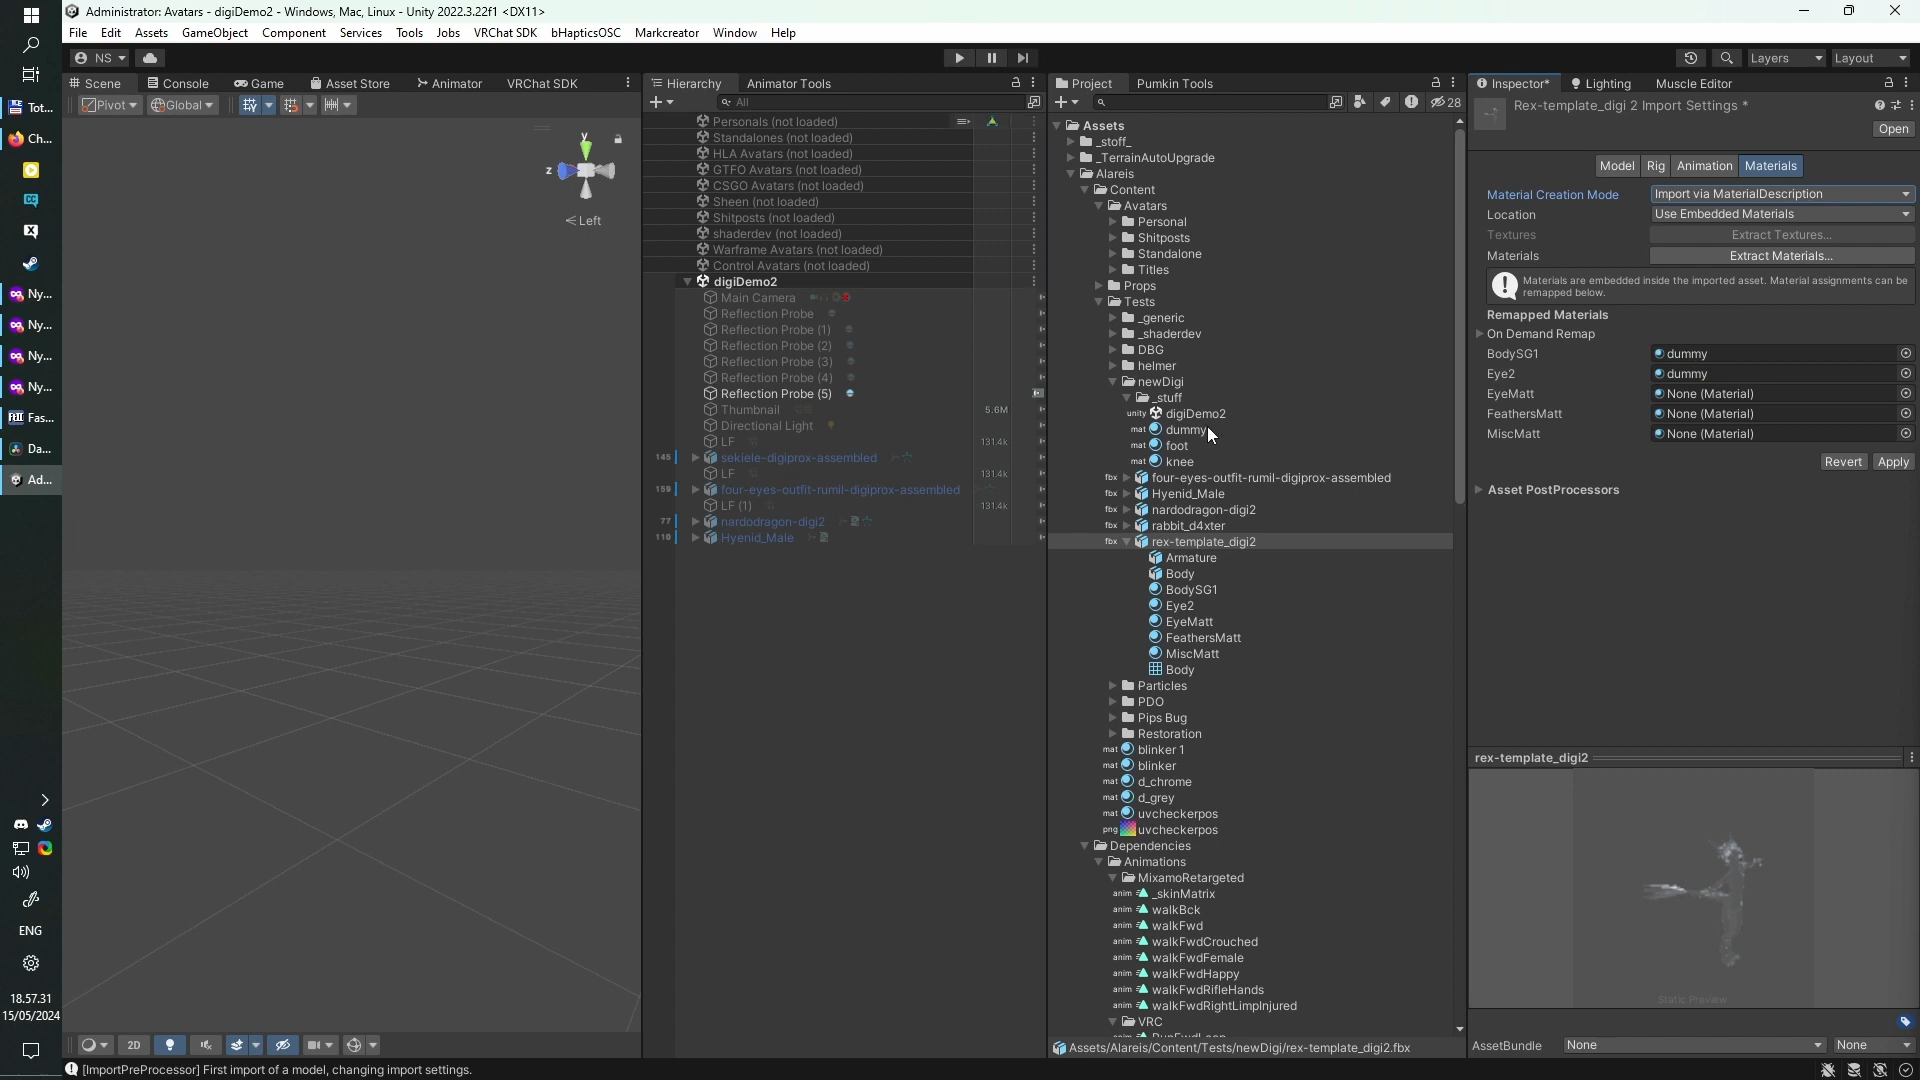 Administrator: Avatars - digiDemo2 - Windows, Mac, Linux - Unity 2022.3.22f1 <DX11>
File Edit Assets GameObject Component Services Tools Jobs VRChat SDK bHapticsOSC Markcreator Window Help
NS
Layers
Layout
Scene
Console
Game
Asset Store
Animator
VRChat SDK
Pivot
Global
y
z
Left
2D
Hierarchy
Animator Tools
All
Personals (not loaded)
Standalones (not loaded)
HLA Avatars (not loaded)
GTFO Avatars (not loaded)
CSGO Avatars (not loaded)
Sheen (not loaded)
Shitposts (not loaded)
shaderdev (not loaded)
Warframe Avatars (not loaded)
Control Avatars (not loaded)
digiDemo2
Main Camera
Reflection Probe
Reflection Probe (1)
Reflection Probe (2)
Reflection Probe (3)
Reflection Probe (4)
Reflection Probe (5)
Thumbnail 5.6M
Directional Light
LF 131.4k
145 sekiele-digiprox-assembled
LF 131.4k
159 four-eyes-outfit-rumil-digiprox-assembled
LF (1) 131.4k
77 nardodragon-digi2
110 Hyenid_Male
Project
Pumkin Tools
28
Assets
_stoff_
_TerrainAutoUpgrade
Alareis
Content
Avatars
Personal
Shitposts
Standalone
Titles
Props
Tests
_generic
_shaderdev
DBG
helmer
newDigi
_stuff
unity digiDemo2
mat dummy
mat foot
mat knee
fbx four-eyes-outfit-rumil-digiprox-assembled
fbx Hyenid_Male
fbx nardodragon-digi2
fbx rabbit_d4xter
fbx rex-template_digi2
Armature
Body
BodySG1
Eye2
EyeMatt
FeathersMatt
MiscMatt
Body
Particles
PDO
Pips Bug
Restoration
mat blinker 1
mat blinker
mat d_chrome
mat d_grey
mat uvcheckerpos
png uvcheckerpos
Dependencies
Animations
MixamoRetargeted
anim _skinMatrix
anim walkBck
anim walkFwd
anim walkFwdCrouched
anim walkFwdFemale
anim walkFwdHappy
anim walkFwdRifleHands
anim walkFwdRightLimpInjured
VRC
Assets/Alareis/Content/Tests/newDigi/rex-template_digi2.fbx
Inspector*
Lighting
Muscle Editor
Rex-template_digi 2 Import Settings *
Open
Model Rig Animation Materials
Material Creation Mode Import via MaterialDescription
Location Use Embedded Materials
Textures Extract Textures...
Materials Extract Materials...
Materials are embedded inside the imported asset. Material assignments can be
remapped below.
Remapped Materials
On Demand Remap
BodySG1 dummy
Eye2 dummy
EyeMatt None (Material)
FeathersMatt None (Material)
MiscMatt None (Material)
Revert Apply
Asset PostProcessors
rex-template_digi2
Static Preview
AssetBundle None None
[ImportPreProcessor] First import of a model, changing import settings.
Tot...
Ch...
Ny...
Ny...
Ny...
Ny...
Fas...
Da...
Ad...
ENG
18.57.31
15/05/2024